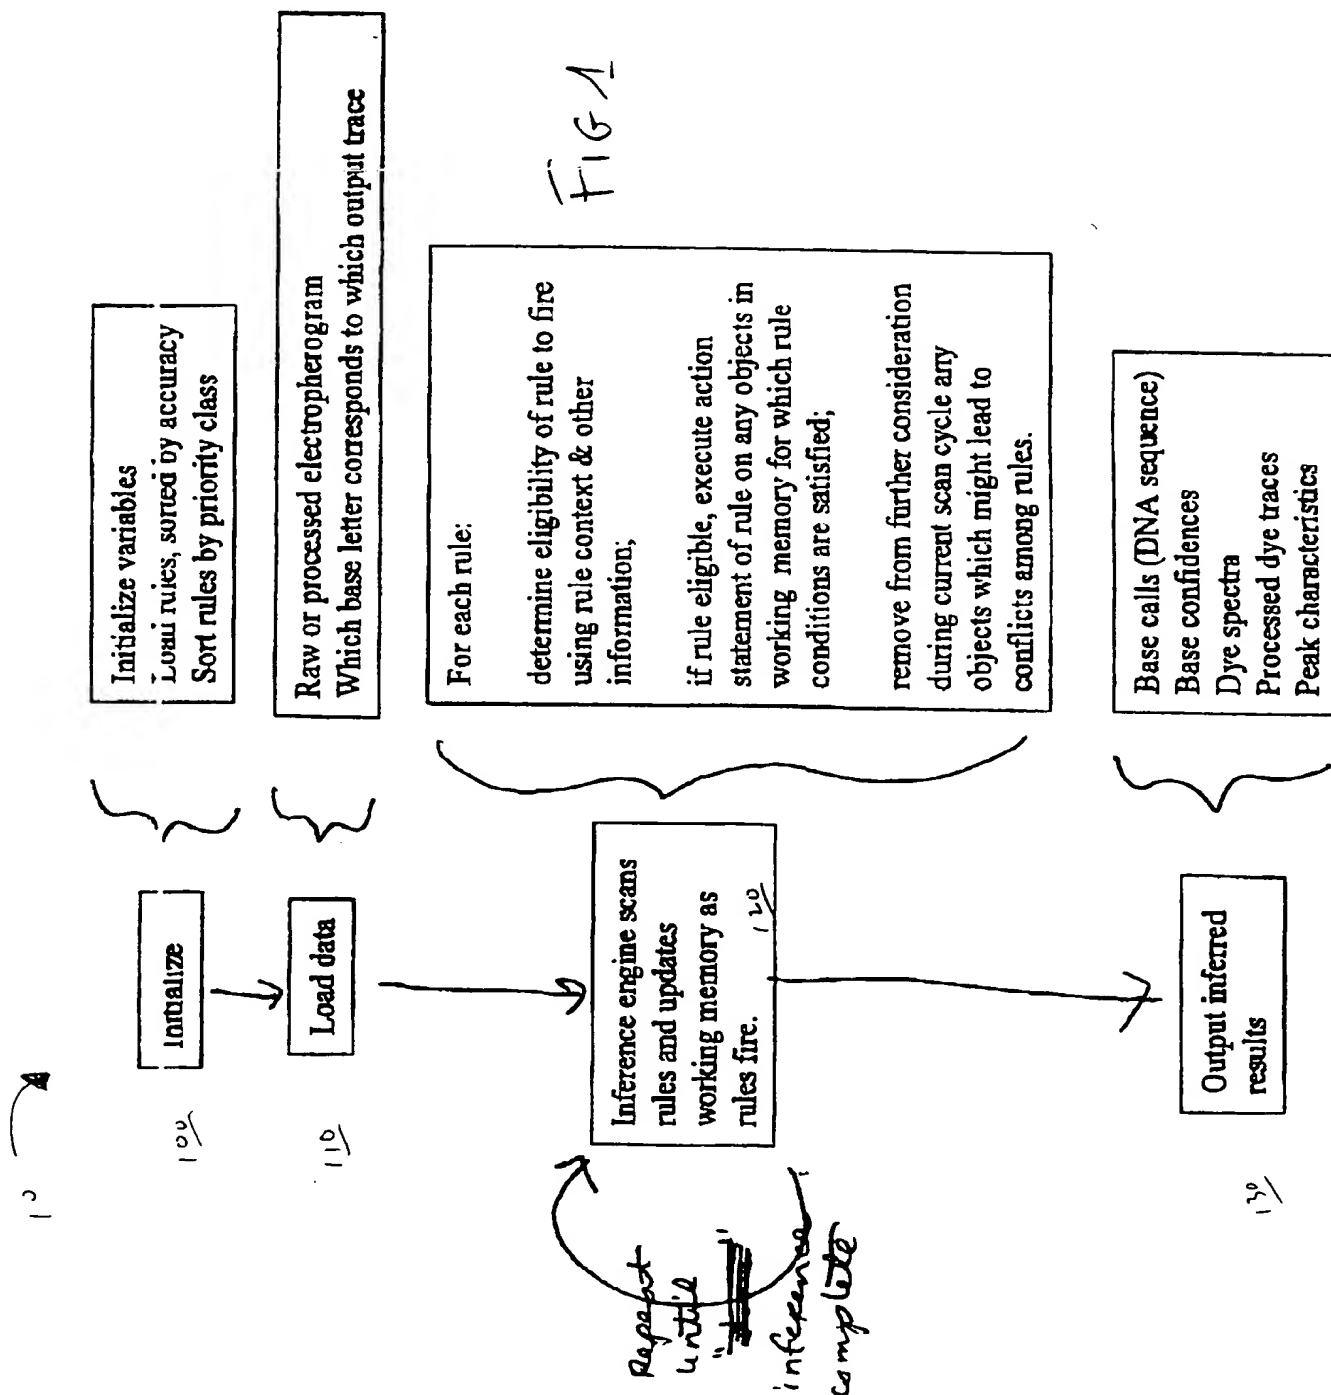 10
100
Initialize
Initialize variables
Load rules, sorted by accuracy
Sort rules by priority class
110
Load data
Raw or processed electropherogram
Which base letter corresponds to which output trace
Repeat
until
inference
complete
Inference engine scans
rules and updates
working memory as
rules fire.
120
For each rule:
determine eligibility of rule to fire
using rule context & other
information;
if rule eligible, execute action
statement of rule on any objects in
working memory for which rule
conditions are satisfied;
remove from further consideration
during current scan cycle any
objects which might lead to
conflicts among rules.
FIG 1
130
Output inferred
results
Base calls (DNA sequence)
Base confidences
Dye spectra
Processed dye traces
Peak characteristics